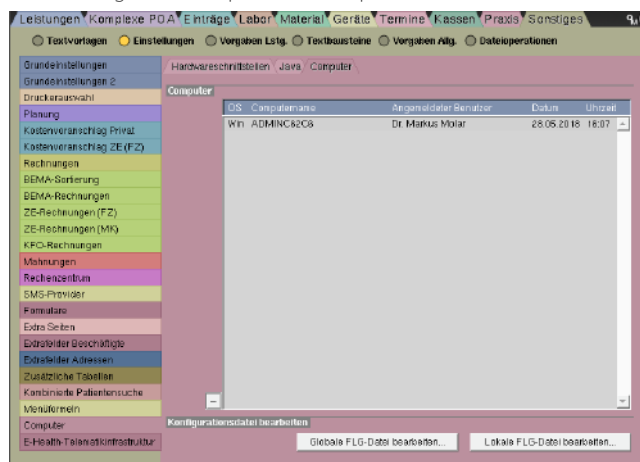 Leistungen Komplexe POA Einträge Labor Material Geräte Termine Kassen Praxis Sonstiges
Textvorlagen Einstellungen Vorgaben Lstg. Textbausteine Vorgaben Allg. Dateioperationen
Grundeinstellungen
Grundeinstellungen 2
Druckerauswahl
Planung
Kostenvoranschlag Privat
Kostenvoranschlag ZE (FZ)
Rechnungen
BEMA-Sortierung
BEMA-Rechnungen
ZE-Rechnungen (FZ)
ZE-Rechnungen (MK)
KFO-Rechnungen
Mahnungen
Rechenzentrum
SMS-Provider
Formulare
Extra Seiten
Extrafelder Beschäftigte
Extrafelder Adressen
Zusätzliche Tabellen
Kombinierte Patientensuche
Menüformeln
Computer
E-Health-Telematikinfrastruktur
Hardwareschnittstellen Java Computer
Computer
OS Computername Angemeldeter Benutzer Datum Uhrzeit
Win ADMINC62C6 Dr. Markus Molar 28.05.2018 16:07
Konfigurationsdatei bearbeiten
Globale FLG-Datei bearbeiten... Lokale FLG-Datei bearbeiten...